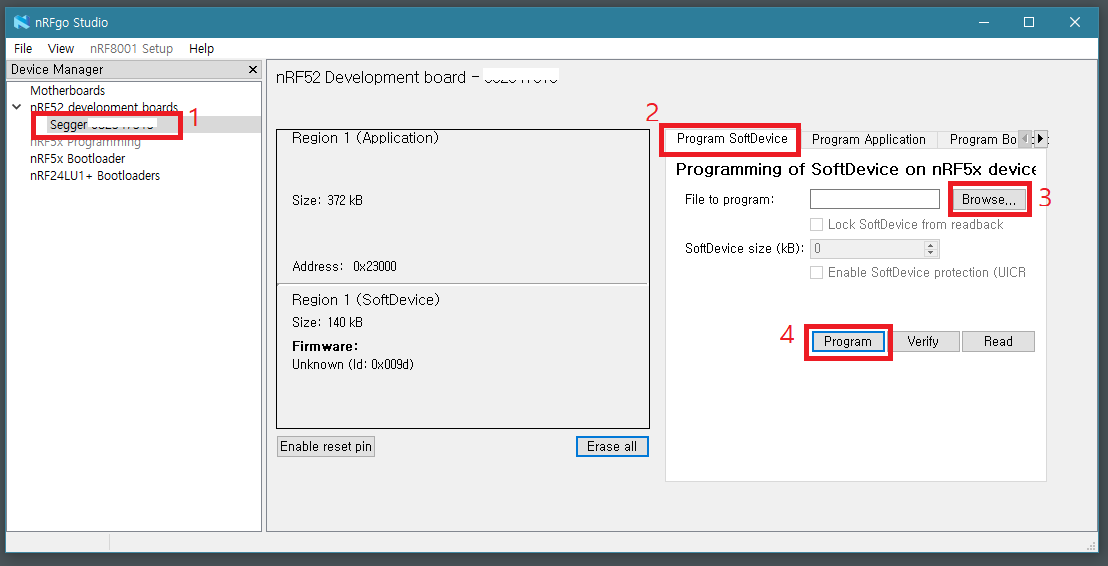 nRFgo Studio
File View nRF8001 Setup Help
Device Manager
Motherboards
nRF52 development boards
Segger
1
nRF5x Programming
nRF5x Bootloader
nRF24LU1+ Bootloaders
nRF52 Development board -
Region 1 (Application)
Size: 372 kB
Address: 0x23000
Region 1 (SoftDevice)
Size: 140 kB
Firmware:
Unknown (Id: 0x009d)
Enable reset pin
Erase all
2
Program SoftDevice
Program Application
Program Bo
Programming of SoftDevice on nRF5x device
File to program:
Browse...
3
Lock SoftDevice from readback
SoftDevice size (kB): 0
Enable SoftDevice protection (UICR
4
Program
Verify
Read